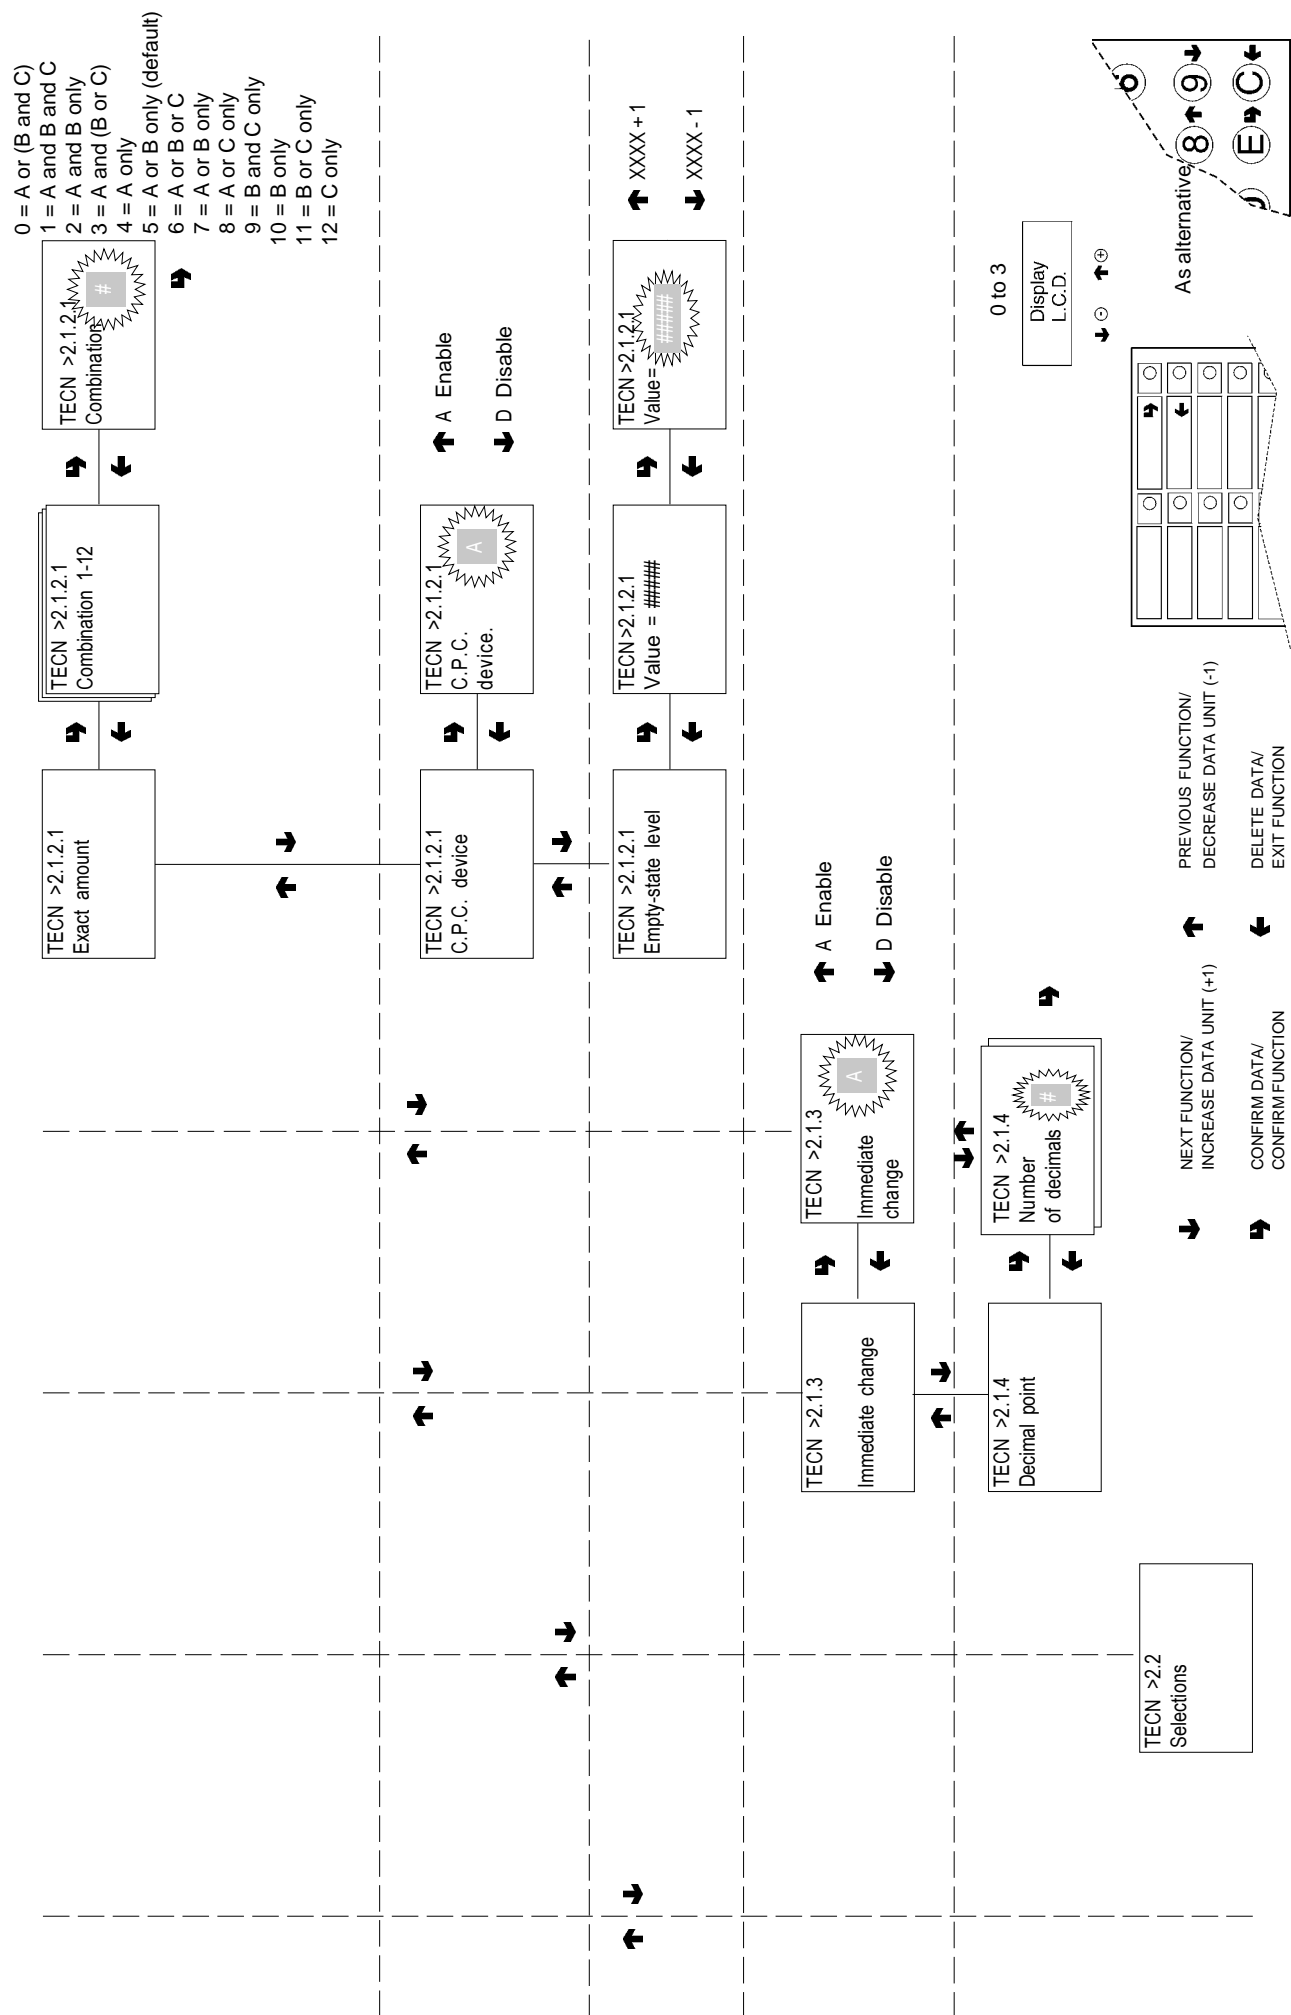 0 = A or (B and C)
1 = A and B and C
2 = A and B only
3 = A and (B or C)
4 = A only
5 = A or B only (default)
6 = A or B or C
7 = A or B only
8 = A or C only
9 = B and C only
10 = B only
11 = B or C only
12 = C only
TECN >2.1.2.1
Exact amount
TECN >2.1.2.1
Combination 1-12
TECN >2.1.2.1
Combination
#
TECN >2.1.2.1
C.P.C. device
TECN >2.1.2.1
C.P.C.
device.
A
A Enable
D Disable
TECN >2.1.2.1
Empty-state level
TECN>2.1.2.1
Value = #####
TECN>2.1.2.1
Value=
#####
XXXX + 1
XXXX - 1
TECN >2.1.3
Immediate change
TECN >2.1.3
Immediate
change
A
A Enable
D Disable
TECN >2.1.4
Decimal point
TECN >2.1.4
Number
of decimals
#
0 to 3
Display
L.C.D.
- +
TECN >2.2
Selections
NEXT FUNCTION/
INCREASE DATA UNIT (+1)
PREVIOUS FUNCTION/
DECREASE DATA UNIT (-1)
CONFIRM DATA/
CONFIRM FUNCTION
DELETE DATA/
EXIT FUNCTION
As alternative
6
8 9
E C